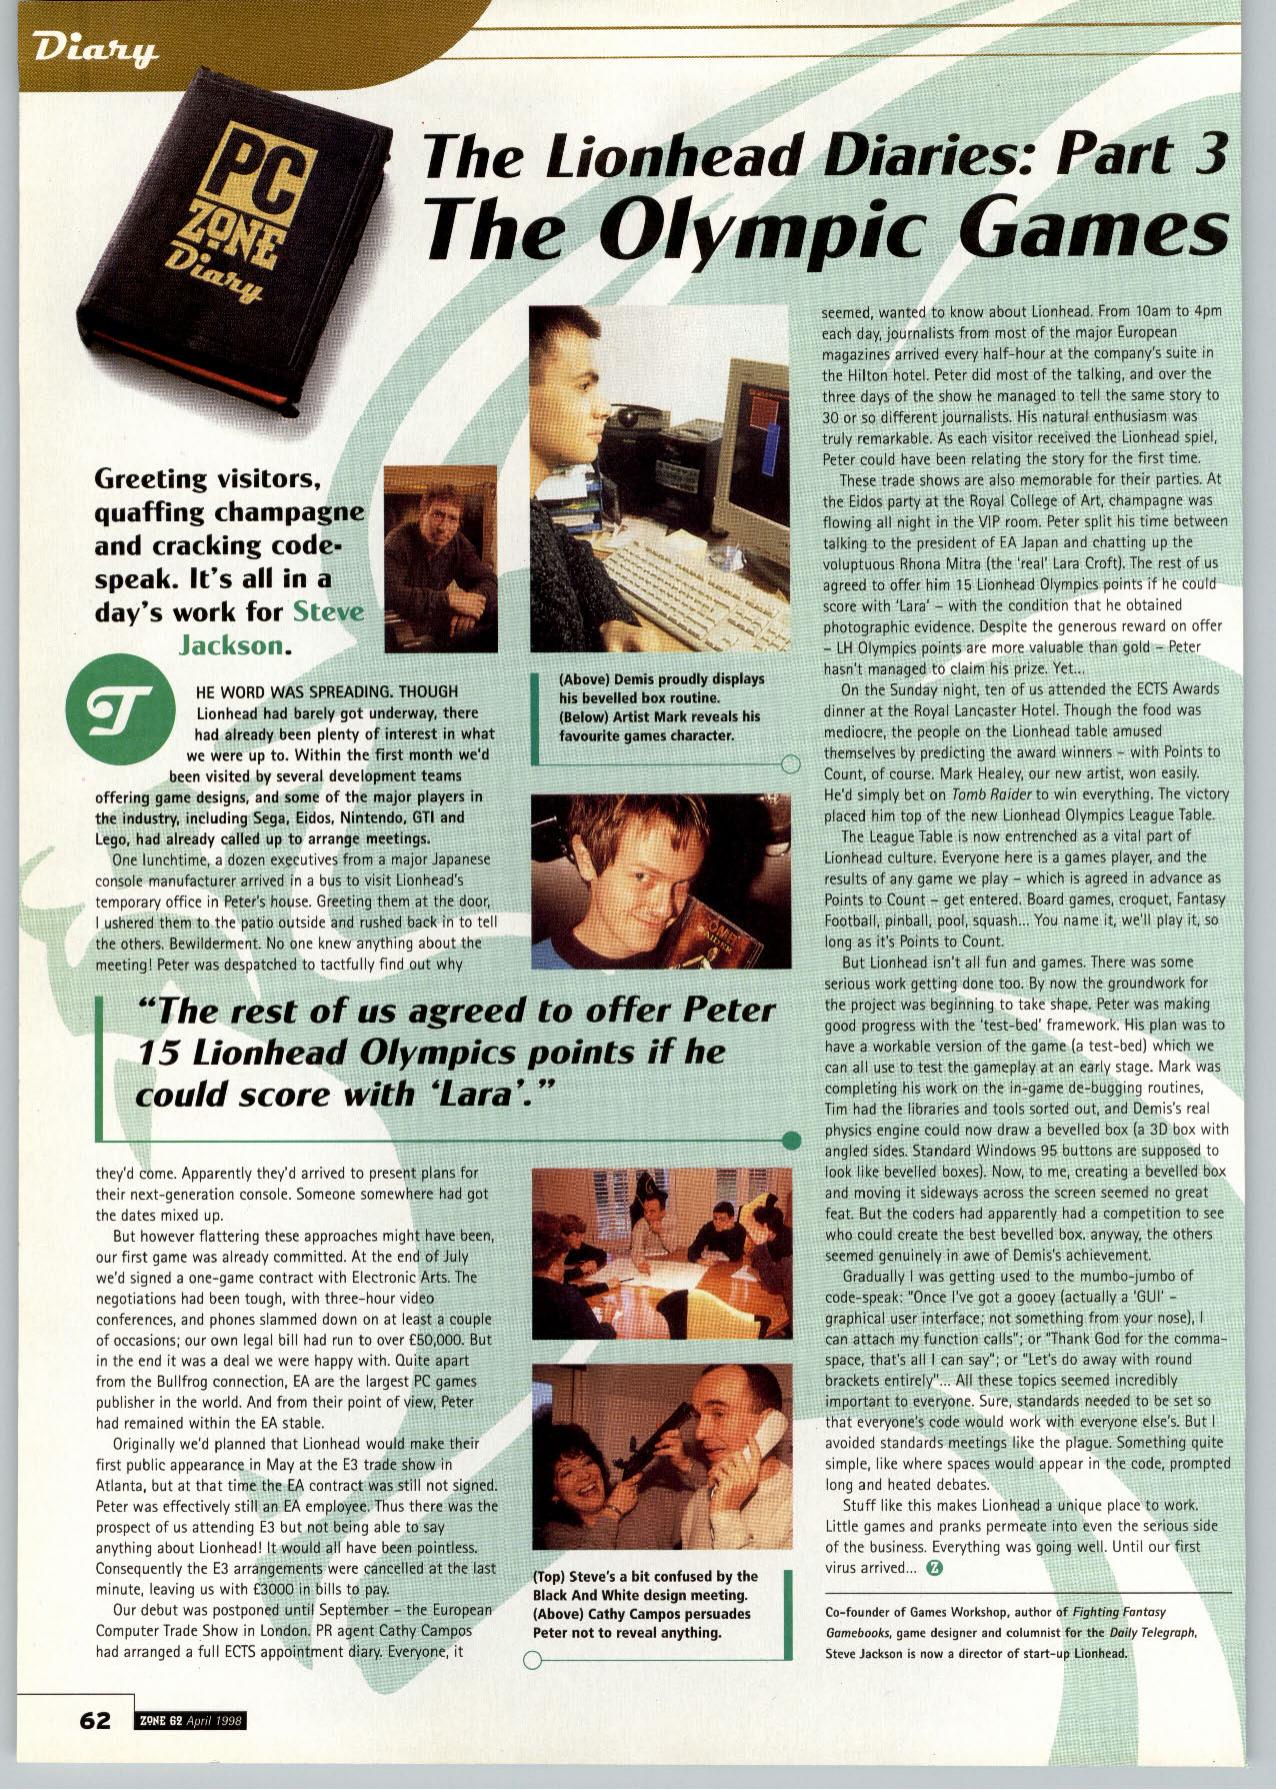 Diary
PC
ZONE
Diary
The Lionhead Diaries: Part 3
The Olympic Games
Greeting visitors,
quaffing champagne
and cracking code-
speak. It's all in a
day's work for Steve
Jackson.
THE WORD WAS SPREADING. THOUGH
Lionhead had barely got underway, there
had already been plenty of interest in what
we were up to. Within the first month we'd
been visited by several development teams
offering game designs, and some of the major players in
the industry, including Sega, Eidos, Nintendo, GTI and
Lego, had already called up to arrange meetings.
One lunchtime, a dozen executives from a major Japanese
console manufacturer arrived in a bus to visit Lionhead's
temporary office in Peter's house. Greeting them at the door,
I ushered them to the patio outside and rushed back in to tell
the others. Bewilderment. No one knew anything about the
meeting! Peter was despatched to tactfully find out why
"The rest of us agreed to offer Peter
15 Lionhead Olympics points if he
could score with 'Lara'."
they'd come. Apparently they'd arrived to present plans for
their next-generation console. Someone somewhere had got
the dates mixed up.
But however flattering these approaches might have been,
our first game was already committed. At the end of July
we'd signed a one-game contract with Electronic Arts. The
negotiations had been tough, with three-hour video
conferences, and phones slammed down on at least a couple
of occasions; our own legal bill had run to over £50,000. But
in the end it was a deal we were happy with. Quite apart
from the Bullfrog connection, EA are the largest PC games
publisher in the world. And from their point of view, Peter
had remained within the EA stable.
Originally we'd planned that Lionhead would make their
first public appearance in May at the E3 trade show in
Atlanta, but at that time the EA contract was still not signed.
Peter was effectively still an EA employee. Thus there was the
prospect of us attending E3 but not being able to say
anything about Lionhead! It would all have been pointless.
Consequently the E3 arrangements were cancelled at the last
minute, leaving us with £3000 in bills to pay.
Our debut was postponed until September – the European
Computer Trade Show in London. PR agent Cathy Campos
had arranged a full ECTS appointment diary. Everyone, it
(Above) Demis proudly displays
his bevelled box routine.
(Below) Artist Mark reveals his
favourite games character.
(Top) Steve's a bit confused by the
Black And White design meeting.
(Above) Cathy Campos persuades
Peter not to reveal anything.
seemed, wanted to know about Lionhead. From 10am to 4pm
each day, journalists from most of the major European
magazines arrived every half-hour at the company's suite in
the Hilton hotel. Peter did most of the talking, and over the
three days of the show he managed to tell the same story to
30 or so different journalists. His natural enthusiasm was
truly remarkable. As each visitor received the Lionhead spiel,
Peter could have been relating the story for the first time.
These trade shows are also memorable for their parties. At
the Eidos party at the Royal College of Art, champagne was
flowing all night in the VIP room. Peter split his time between
talking to the president of EA Japan and chatting up the
voluptuous Rhona Mitra (the 'real' Lara Croft). The rest of us
agreed to offer him 15 Lionhead Olympics points if he could
score with 'Lara' – with the condition that he obtained
photographic evidence. Despite the generous reward on offer
– LH Olympics points are more valuable than gold – Peter
hasn't managed to claim his prize. Yet...
On the Sunday night, ten of us attended the ECTS Awards
dinner at the Royal Lancaster Hotel. Though the food was
mediocre, the people on the Lionhead table amused
themselves by predicting the award winners – with Points to
Count, of course. Mark Healey, our new artist, won easily.
He'd simply bet on Tomb Raider to win everything. The victory
placed him top of the new Lionhead Olympics League Table.
The League Table is now entrenched as a vital part of
Lionhead culture. Everyone here is a games player, and the
results of any game we play – which is agreed in advance as
Points to Count – get entered. Board games, croquet, Fantasy
Football, pinball, pool, squash... You name it, we'll play it, so
long as it's Points to Count.
But Lionhead isn't all fun and games. There was some
serious work getting done too. By now the groundwork for
the project was beginning to take shape. Peter was making
good progress with the 'test-bed' framework. His plan was to
have a workable version of the game (a test-bed) which we
can all use to test the gameplay at an early stage. Mark was
completing his work on the in-game de-bugging routines,
Tim had the libraries and tools sorted out, and Demis's real
physics engine could now draw a bevelled box (a 3D box with
angled sides. Standard Windows 95 buttons are supposed to
look like bevelled boxes). Now, to me, creating a bevelled box
and moving it sideways across the screen seemed no great
feat. But the coders had apparently had a competition to see
who could create the best bevelled box. anyway, the others
seemed genuinely in awe of Demis's achievement.
Gradually I was getting used to the mumbo-jumbo of
code-speak: "Once I've got a gooey (actually a 'GUI' –
graphical user interface; not something from your nose), I
can attach my function calls"; or "Thank God for the comma-
space, that's all I can say"; or "Let's do away with round
brackets entirely"... All these topics seemed incredibly
important to everyone. Sure, standards needed to be set so
that everyone's code would work with everyone else's. But I
avoided standards meetings like the plague. Something quite
simple, like where spaces would appear in the code, prompted
long and heated debates.
Stuff like this makes Lionhead a unique place to work.
Little games and pranks permeate into even the serious side
of the business. Everything was going well. Until our first
virus arrived... Z
Co-founder of Games Workshop, author of Fighting Fantasy
Gamebooks, game designer and columnist for the Daily Telegraph,
Steve Jackson is now a director of start-up Lionhead.
62 ZONE 62 April 1998